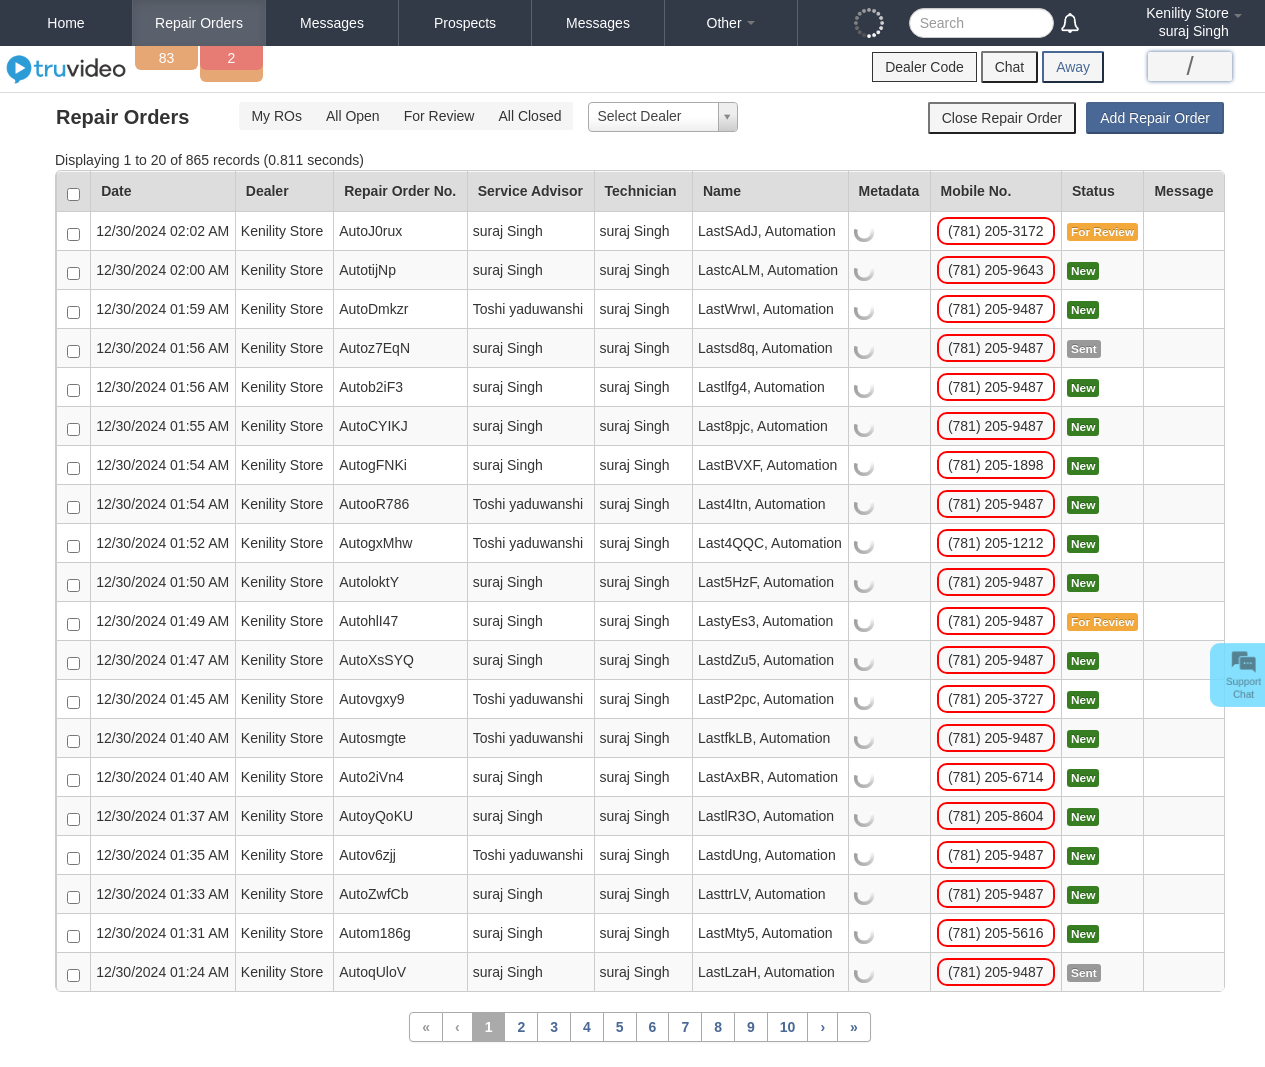 Home Repair Orders Messages Prospects Messages Other Search Kenility Store
suraj Singh
truvideo 83 2 Dealer Code Chat Away /
Repair Orders My ROs All Open For Review All Closed Select Dealer Close Repair Order Add Repair Order
Displaying 1 to 20 of 865 records (0.811 seconds)
Date Dealer Repair Order No. Service Advisor Technician Name Metadata Mobile No. Status Message
12/30/2024 02:02 AM Kenility Store AutoJ0rux suraj Singh suraj Singh LastSAdJ, Automation (781) 205-3172 For Review
12/30/2024 02:00 AM Kenility Store AutotijNp suraj Singh suraj Singh LastcALM, Automation (781) 205-9643 New
12/30/2024 01:59 AM Kenility Store AutoDmkzr Toshi yaduwanshi suraj Singh LastWrwI, Automation (781) 205-9487 New
12/30/2024 01:56 AM Kenility Store Autoz7EqN suraj Singh suraj Singh Lastsd8q, Automation (781) 205-9487 Sent
12/30/2024 01:56 AM Kenility Store Autob2iF3 suraj Singh suraj Singh Lastlfg4, Automation (781) 205-9487 New
12/30/2024 01:55 AM Kenility Store AutoCYIKJ suraj Singh suraj Singh Last8pjc, Automation (781) 205-9487 New
12/30/2024 01:54 AM Kenility Store AutogFNKi suraj Singh suraj Singh LastBVXF, Automation (781) 205-1898 New
12/30/2024 01:54 AM Kenility Store AutooR786 Toshi yaduwanshi suraj Singh Last4Itn, Automation (781) 205-9487 New
12/30/2024 01:52 AM Kenility Store AutogxMhw Toshi yaduwanshi suraj Singh Last4QQC, Automation (781) 205-1212 New
12/30/2024 01:50 AM Kenility Store AutoloktY suraj Singh suraj Singh Last5HzF, Automation (781) 205-9487 New
12/30/2024 01:49 AM Kenility Store AutohlI47 suraj Singh suraj Singh LastyEs3, Automation (781) 205-9487 For Review
12/30/2024 01:47 AM Kenility Store AutoXsSYQ suraj Singh suraj Singh LastdZu5, Automation (781) 205-9487 New
12/30/2024 01:45 AM Kenility Store Autovgxy9 Toshi yaduwanshi suraj Singh LastP2pc, Automation (781) 205-3727 New
12/30/2024 01:40 AM Kenility Store Autosmgte Toshi yaduwanshi suraj Singh LastfkLB, Automation (781) 205-9487 New
12/30/2024 01:40 AM Kenility Store Auto2iVn4 suraj Singh suraj Singh LastAxBR, Automation (781) 205-6714 New
12/30/2024 01:37 AM Kenility Store AutoyQoKU suraj Singh suraj Singh LastlR3O, Automation (781) 205-8604 New
12/30/2024 01:35 AM Kenility Store Autov6zjj Toshi yaduwanshi suraj Singh LastdUng, Automation (781) 205-9487 New
12/30/2024 01:33 AM Kenility Store AutoZwfCb suraj Singh suraj Singh LasttrLV, Automation (781) 205-9487 New
12/30/2024 01:31 AM Kenility Store Autom186g suraj Singh suraj Singh LastMty5, Automation (781) 205-5616 New
12/30/2024 01:24 AM Kenility Store AutoqUloV suraj Singh suraj Singh LastLzaH, Automation (781) 205-9487 Sent
Support
Chat
« ‹ 1 2 3 4 5 6 7 8 9 10 › »